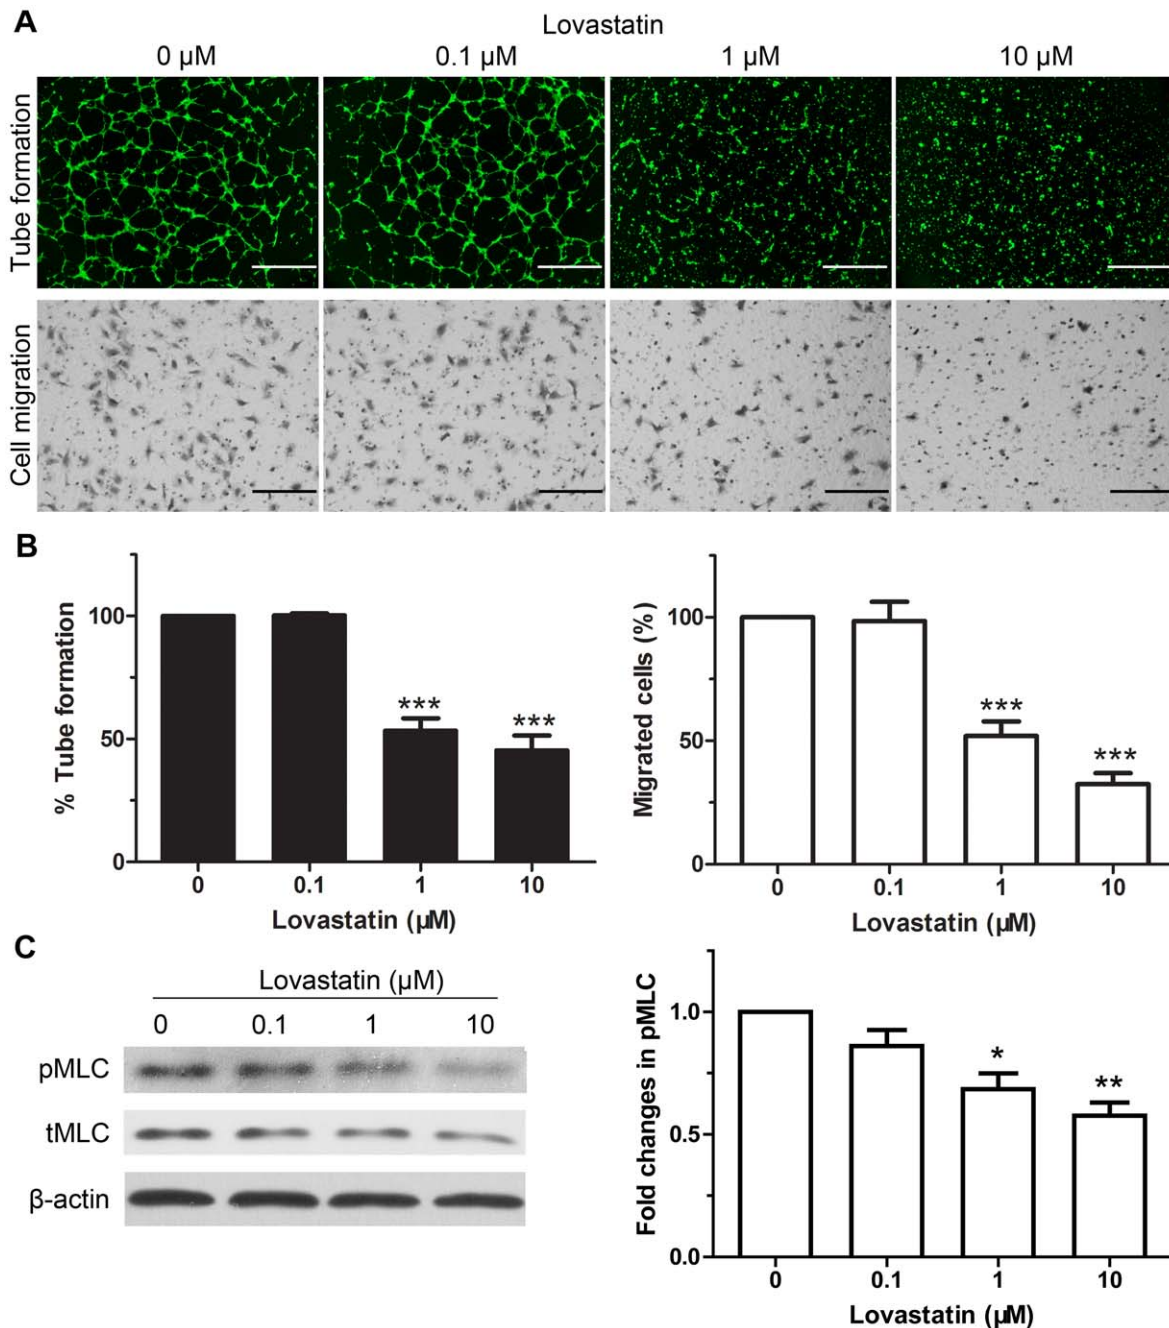 A
Lovastatin
0 µM 0.1 µM 1 µM 10 µM
Tube formation
Cell migration
B
% Tube formation
100
50
0
***
***
0 0.1 1 10
Lovastatin (µM)
Migrated cells (%)
100
50
0
***
***
0 0.1 1 10
Lovastatin (µM)
C
Lovastatin (µM)
0 0.1 1 10
pMLC
tMLC
β-actin
Fold changes in pMLC
1.0
0.5
0.0
*
**
0 0.1 1 10
Lovastatin (µM)